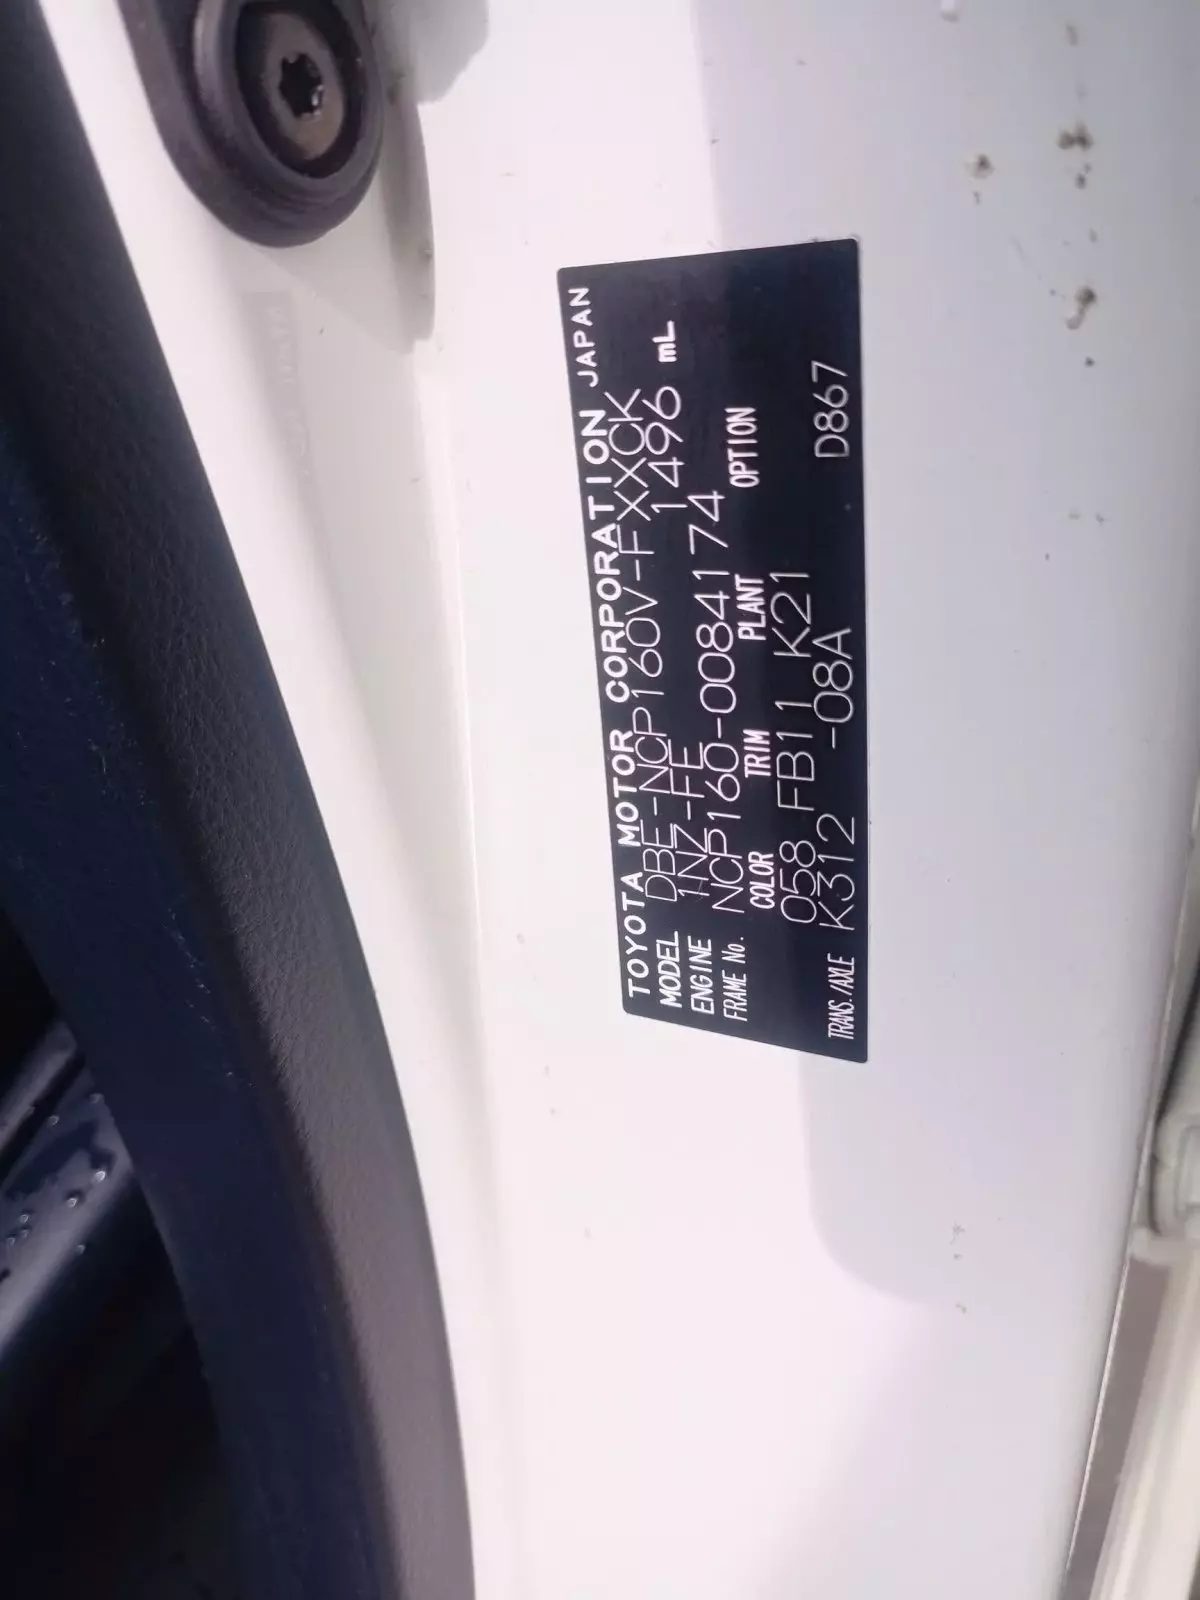 TOYOTA MOTOR CORPORATION JAPAN
MODEL DBE-NCP160V-FXXCK
ENGINE 1NZ-FE 1496 mL
FRAME No. NCP160-0084174
COLOR TRIM PLANT OPTION
058 FB11 K21
TRANS./AXLE K312 -08A D867